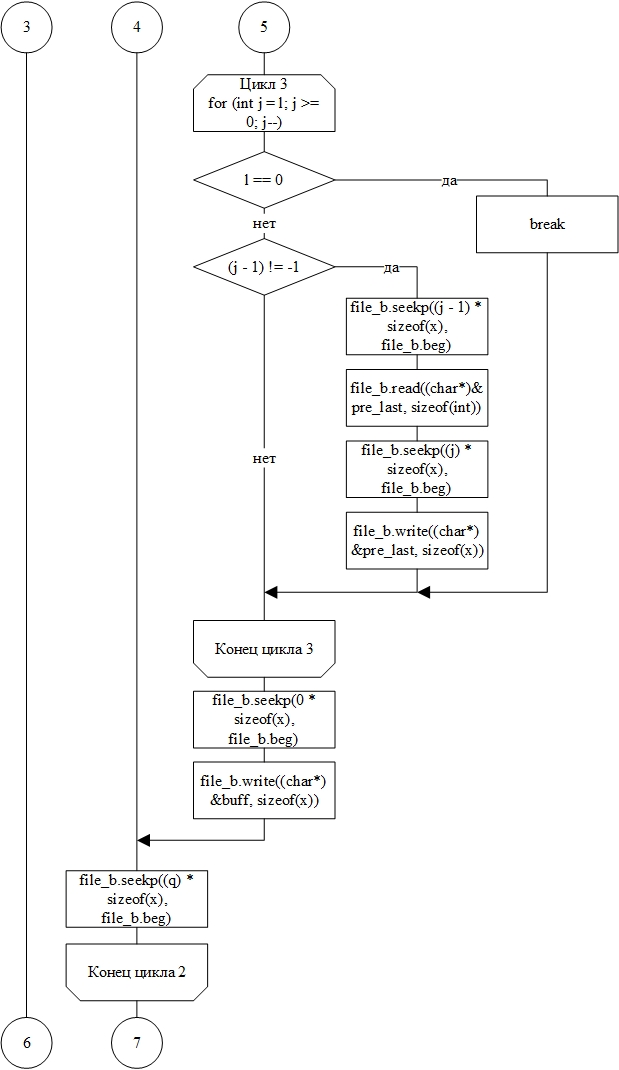 3
4
5
Цикл 3
for (int j = l; j >=
0; j--)
l == 0
да
break
нет
(j - 1) != -1
да
file_b.seekp((j - 1) *
sizeof(x),
file_b.beg)
file_b.read((char*)&
pre_last, sizeof(int))
file_b.seekp((j) *
sizeof(x),
file_b.beg)
нет
file_b.write((char*)
&pre_last, sizeof(x))
Конец цикла 3
file_b.seekp(0 *
sizeof(x),
file_b.beg)
file_b.write((char*)
&buff, sizeof(x))
file_b.seekp((q) *
sizeof(x),
file_b.beg)
Конец цикла 2
6
7